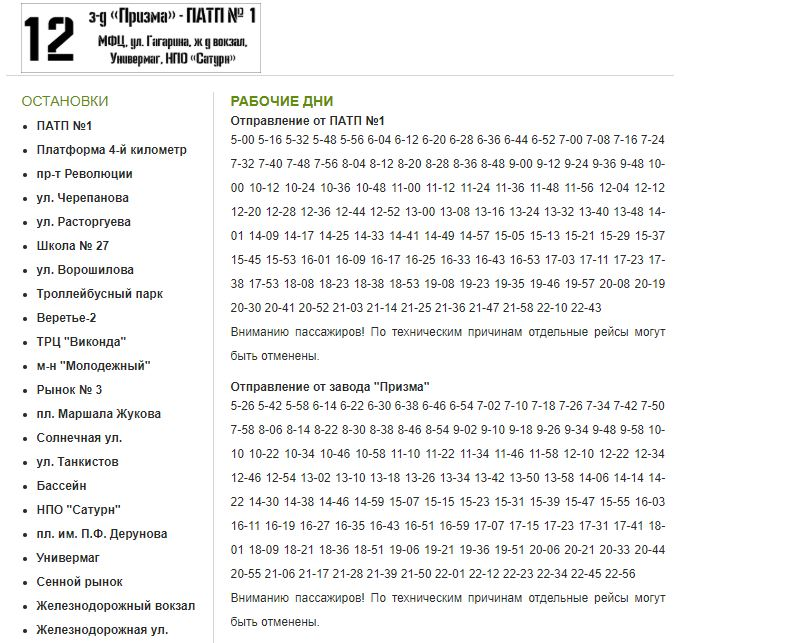 12
з-д «Призма» - ПАТП № 1
МФЦ, ул. Гагарина, ж д вокзал,
Универмаг, НПО «Сатурн»
ОСТАНОВКИ
ПАТП №1
Платформа 4-й километр
пр-т Революции
ул. Черепанова
ул. Расторгуева
Школа № 27
ул. Ворошилова
Троллейбусный парк
Веретье-2
ТРЦ "Виконда"
м-н "Молодежный"
Рынок № 3
пл. Маршала Жукова
Солнечная ул.
ул. Танкистов
Бассейн
НПО "Сатурн"
пл. им. П.Ф. Дерунова
Универмаг
Сенной рынок
Железнодорожный вокзал
Железнодорожная ул.
РАБОЧИЕ ДНИ
Отправление от ПАТП №1
5-00 5-16 5-32 5-48 5-56 6-04 6-12 6-20 6-28 6-36 6-44 6-52 7-00 7-08 7-16 7-24
7-32 7-40 7-48 7-56 8-04 8-12 8-20 8-28 8-36 8-48 9-00 9-12 9-24 9-36 9-48 10-
00 10-12 10-24 10-36 10-48 11-00 11-12 11-24 11-36 11-48 11-56 12-04 12-12
12-20 12-28 12-36 12-44 12-52 13-00 13-08 13-16 13-24 13-32 13-40 13-48 14-
01 14-09 14-17 14-25 14-33 14-41 14-49 14-57 15-05 15-13 15-21 15-29 15-37
15-45 15-53 16-01 16-09 16-17 16-25 16-33 16-43 16-53 17-03 17-11 17-23 17-
38 17-53 18-08 18-23 18-38 18-53 19-08 19-23 19-35 19-46 19-57 20-08 20-19
20-30 20-41 20-52 21-03 21-14 21-25 21-36 21-47 21-58 22-10 22-43
Вниманию пассажиров! По техническим причинам отдельные рейсы могут
быть отменены.
Отправление от завода "Призма"
5-26 5-42 5-58 6-14 6-22 6-30 6-38 6-46 6-54 7-02 7-10 7-18 7-26 7-34 7-42 7-50
7-58 8-06 8-14 8-22 8-30 8-38 8-46 8-54 9-02 9-10 9-18 9-26 9-34 9-48 9-58 10-
10 10-22 10-34 10-46 10-58 11-10 11-22 11-34 11-46 11-58 12-10 12-22 12-34
12-46 12-54 13-02 13-10 13-18 13-26 13-34 13-42 13-50 13-58 14-06 14-14 14-
22 14-30 14-38 14-46 14-59 15-07 15-15 15-23 15-31 15-39 15-47 15-55 16-03
16-11 16-19 16-27 16-35 16-43 16-51 16-59 17-07 17-15 17-23 17-31 17-41 18-
01 18-09 18-21 18-36 18-51 19-06 19-21 19-36 19-51 20-06 20-21 20-33 20-44
20-55 21-06 21-17 21-28 21-39 21-50 22-01 22-12 22-23 22-34 22-45 22-56
Вниманию пассажиров! По техническим причинам отдельные рейсы могут
быть отменены.